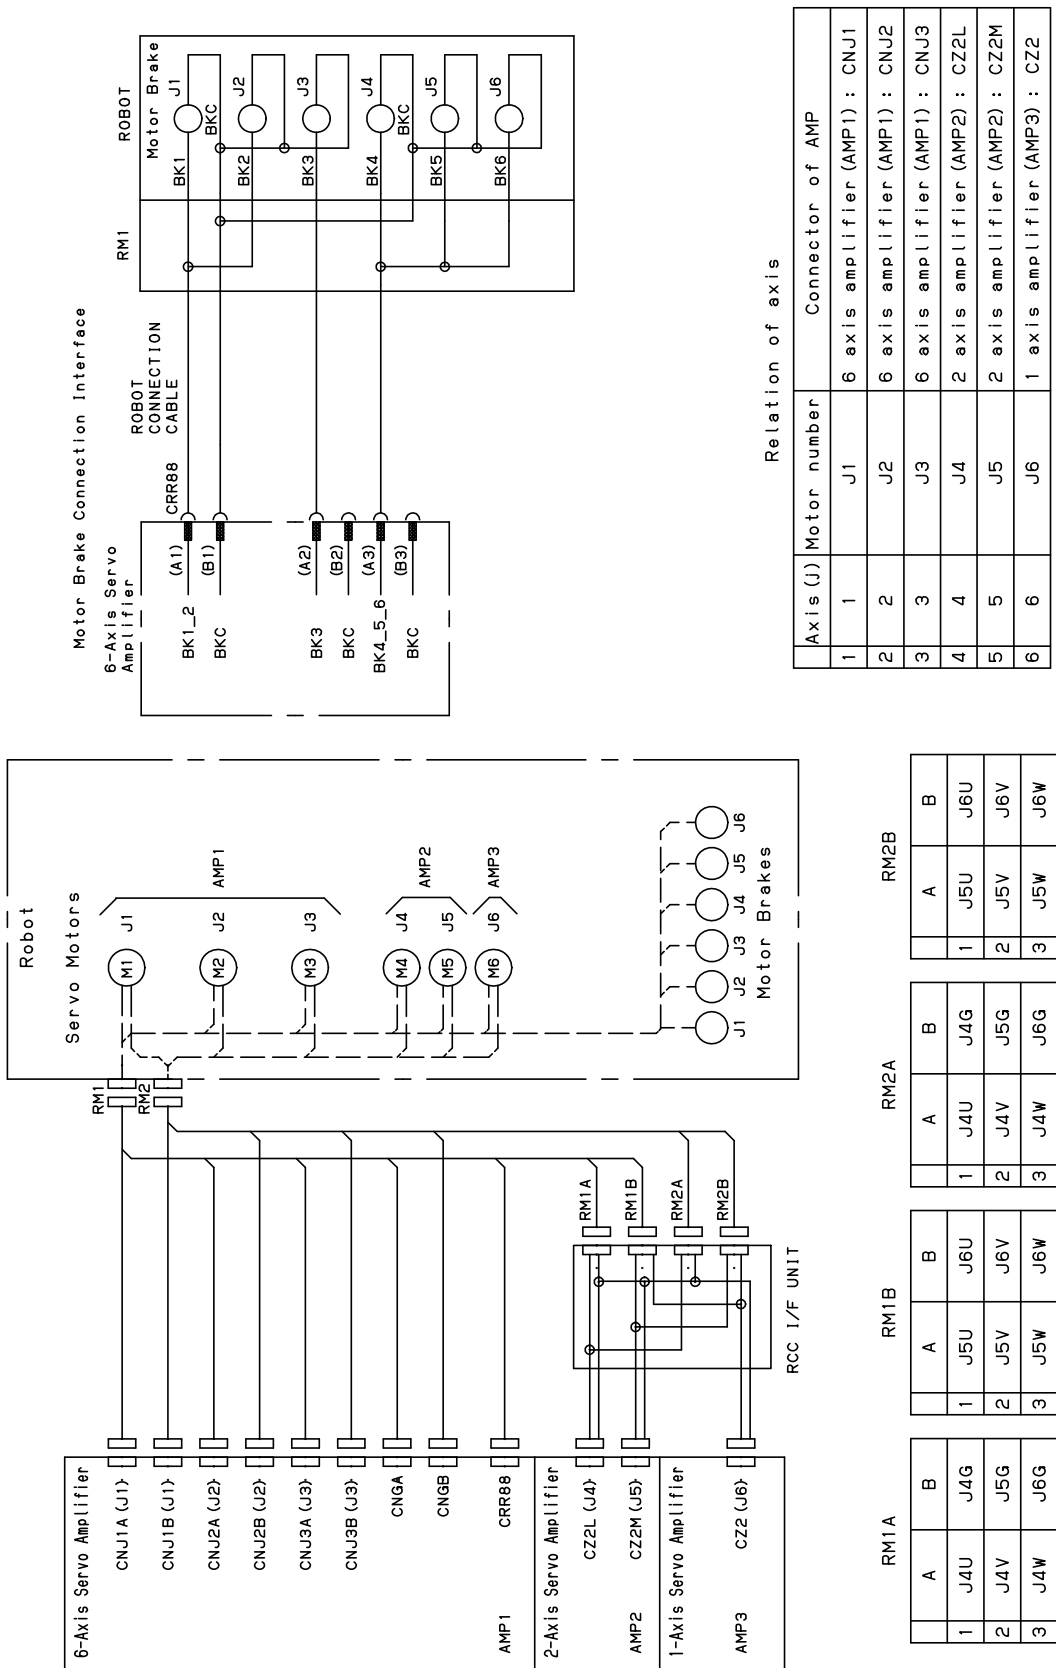 6-Axis Servo Amplifier
CNJ1A (J1)
CNJ1B (J1)
CNJ2A (J2)
CNJ2B (J2)
CNJ3A (J3)
CNJ3B (J3)
CNGA
CNGB
CRR88
AMP1
2-Axis Servo Amplifier
CZ2L (J4)
CZ2M (J5)
AMP2
1-Axis Servo Amplifier
CZ2 (J6)
AMP3
RM1A
RM1B
RM2A
RM2B
RCC I/F UNIT
RM1
RM2
Robot
Servo Motors
M1 J1
M2 J2
M3 J3
M4 J4
M5 J5
M6 J6
AMP1
AMP2
AMP3
J1 J2 J3 J4 J5 J6
Motor Brakes
Motor Brake Connection Interface
6-Axis Servo
Amplifier
BK1_2 (A1)
BKC (B1)
BK3 (A2)
BKC (B2)
BK4_5_6 (A3)
BKC (B3)
CRR88
ROBOT
CONNECTION
CABLE
RM1
ROBOT
Motor Brake
BK1 J1
BKC
BK2 J2
BK3 J3
BK4 J4
BKC
BK5 J5
BK6 J6
RM1A
A B
1 J4U J4G
2 J4V J5G
3 J4W J6G
RM1B
A B
1 J5U J6U
2 J5V J6V
3 J5W J6W
RM2A
A B
1 J4U J4G
2 J4V J5G
3 J4W J6G
RM2B
A B
1 J5U J6U
2 J5V J6V
3 J5W J6W
Relation of axis
Axis(j) Motor number Connector of AMP
1 1 J1 6 axis amplifier (AMP1) : CNJ1
2 2 J2 6 axis amplifier (AMP1) : CNJ2
3 3 J3 6 axis amplifier (AMP1) : CNJ3
4 4 J4 2 axis amplifier (AMP2) : CZ2L
5 5 J5 2 axis amplifier (AMP2) : CZ2M
6 6 J6 1 axis amplifier (AMP3) : CZ2